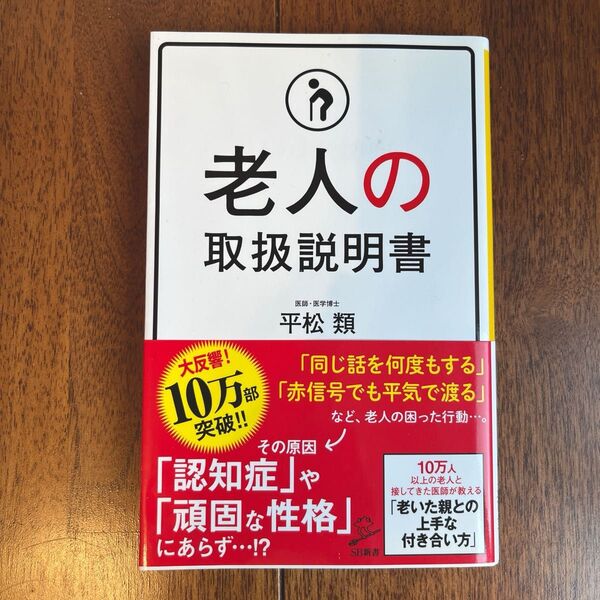 老人の
取扱説明書
医師・医学博士
平松 類
大反響!
10万部
突破!!
「同じ話を何度もする」
「赤信号でも平気で渡る」
など、老人の困った行動…。
その原因
「認知症」や
「頑固な性格」
にあらず…!?
10万人
以上の老人と
接してきた医師が教える
「老いた親との
上手な
付き合い方」
SB新書